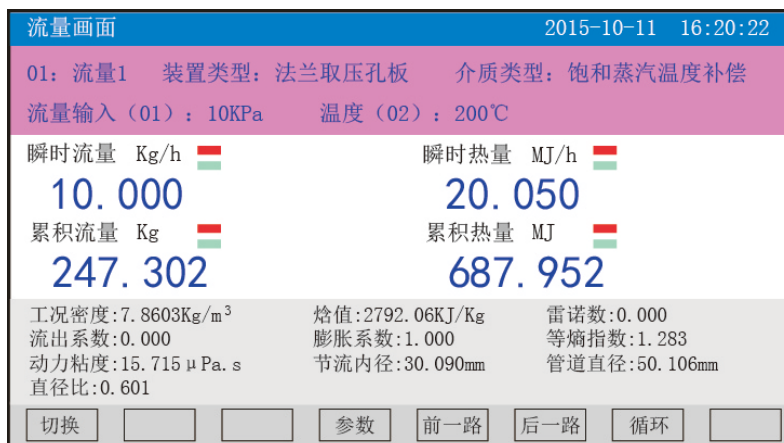 流量画面 2015-10-11 16:20:22
01: 流量1 装置类型: 法兰取压孔板 介质类型: 饱和蒸汽温度补偿
流量输入（01）: 10KPa 温度（02）: 200℃
瞬时流量 Kg/h 瞬时热量 MJ/h
10.000 20.050
累积流量 Kg 累积热量 MJ
247.302 687.952
工况密度:7.8603Kg/m³ 焓值:2792.06KJ/Kg 雷诺数:0.000
流出系数:0.000 膨胀系数:1.000 等熵指数:1.283
动力粘度:15.715μPa.s 节流内径:30.090mm 管道直径:50.106mm
直径比:0.601
切换 参数 前一路 后一路 循环